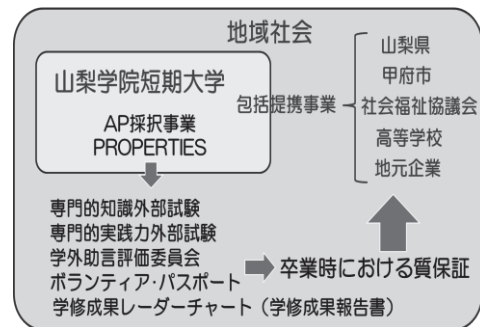 地域社会
山梨学院短期大学
AP採択事業
PROPERTIES
包括提携事業
山梨県
甲府市
社会福祉協議会
高等学校
地元企業
専門的知識外部試験
専門的実践力外部試験
学外助言評価委員会
ボランティア・パスポート
学修成果レーダーチャート（学修成果報告書）
卒業時における質保証